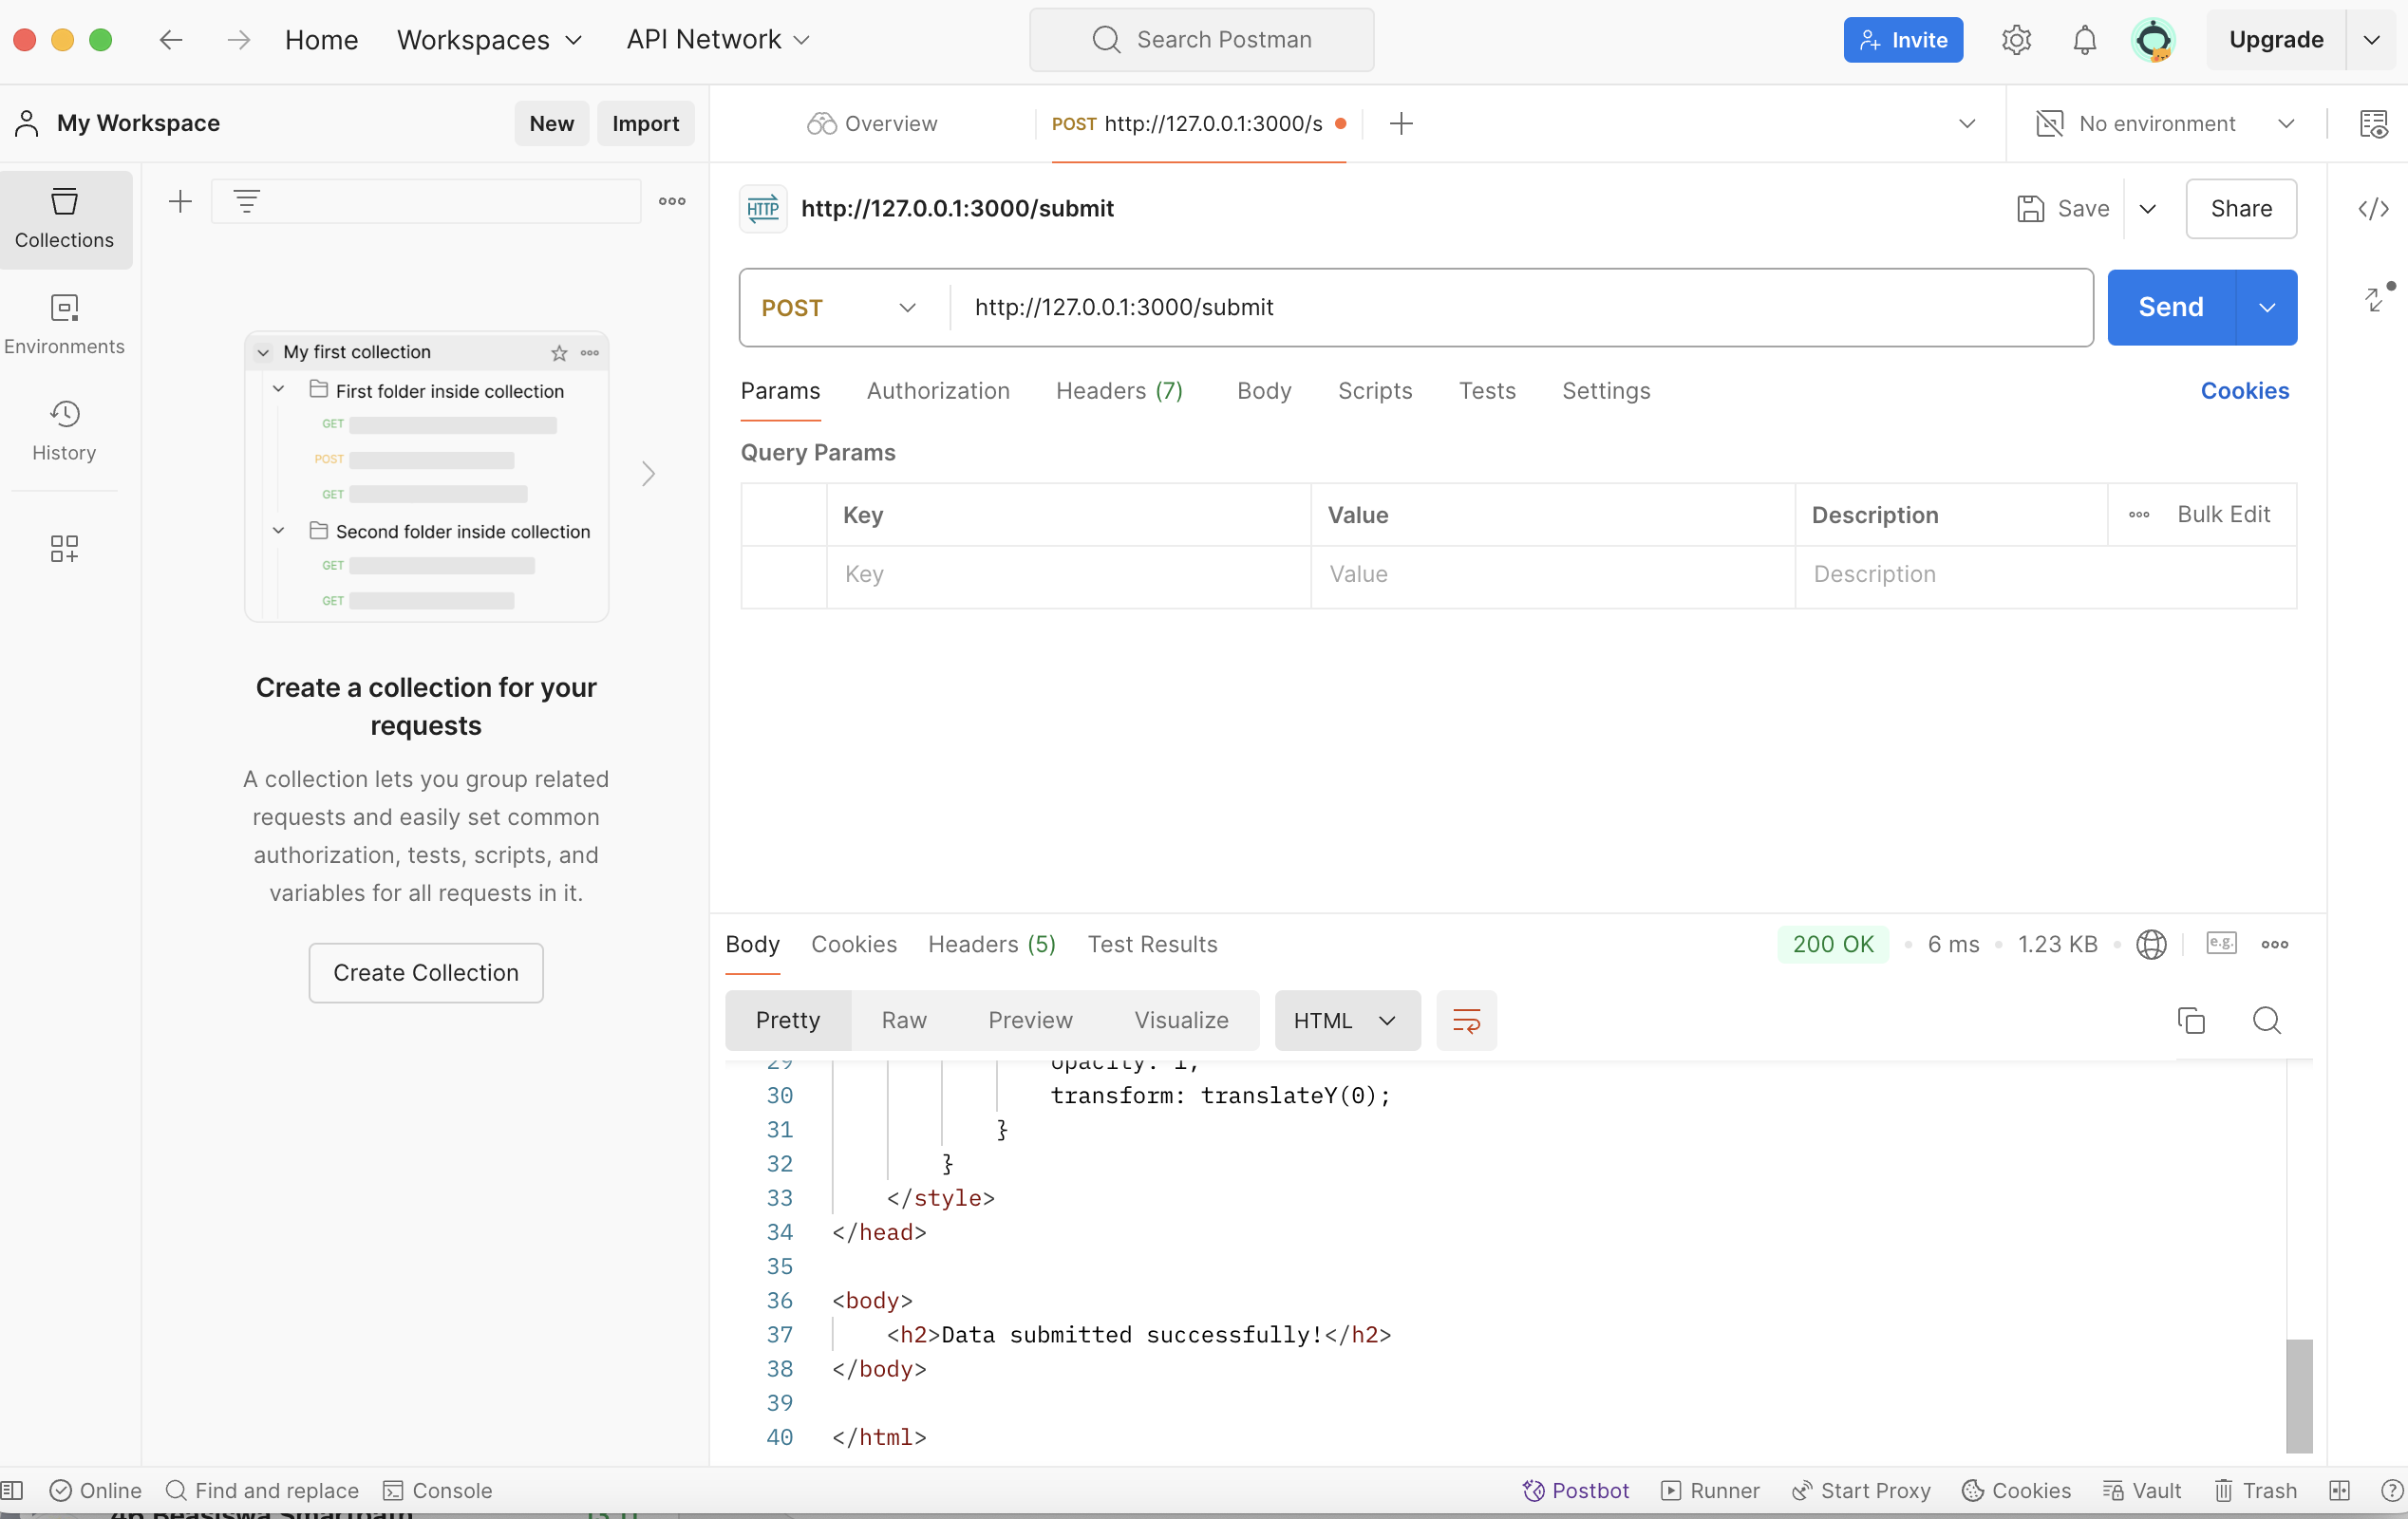 Home Workspaces API Network Search Postman Invite Upgrade
My Workspace New Import Overview POST http://127.0.0.1:3000/s No environment
Collections
Environments
History
My first collection
First folder inside collection
GET
POST
GET
Second folder inside collection
GET
GET
Create a collection for your
requests
A collection lets you group related
requests and easily set common
authorization, tests, scripts, and
variables for all requests in it.
Create Collection
HTTP http://127.0.0.1:3000/submit Save Share
POST http://127.0.0.1:3000/submit Send
Params Authorization Headers (7) Body Scripts Tests Settings Cookies
Query Params
Key Value Description Bulk Edit
Key Value Description
Body Cookies Headers (5) Test Results 200 OK 6 ms 1.23 KB e.g.
Pretty Raw Preview Visualize HTML
29 opacity: 1;
30 transform: translateY(0);
31 }
32 }
33 </style>
34 </head>
35
36 <body>
37 <h2>Data submitted successfully!</h2>
38 </body>
39
40 </html>
Online Find and replace Console Postbot Runner Start Proxy Cookies Vault Trash